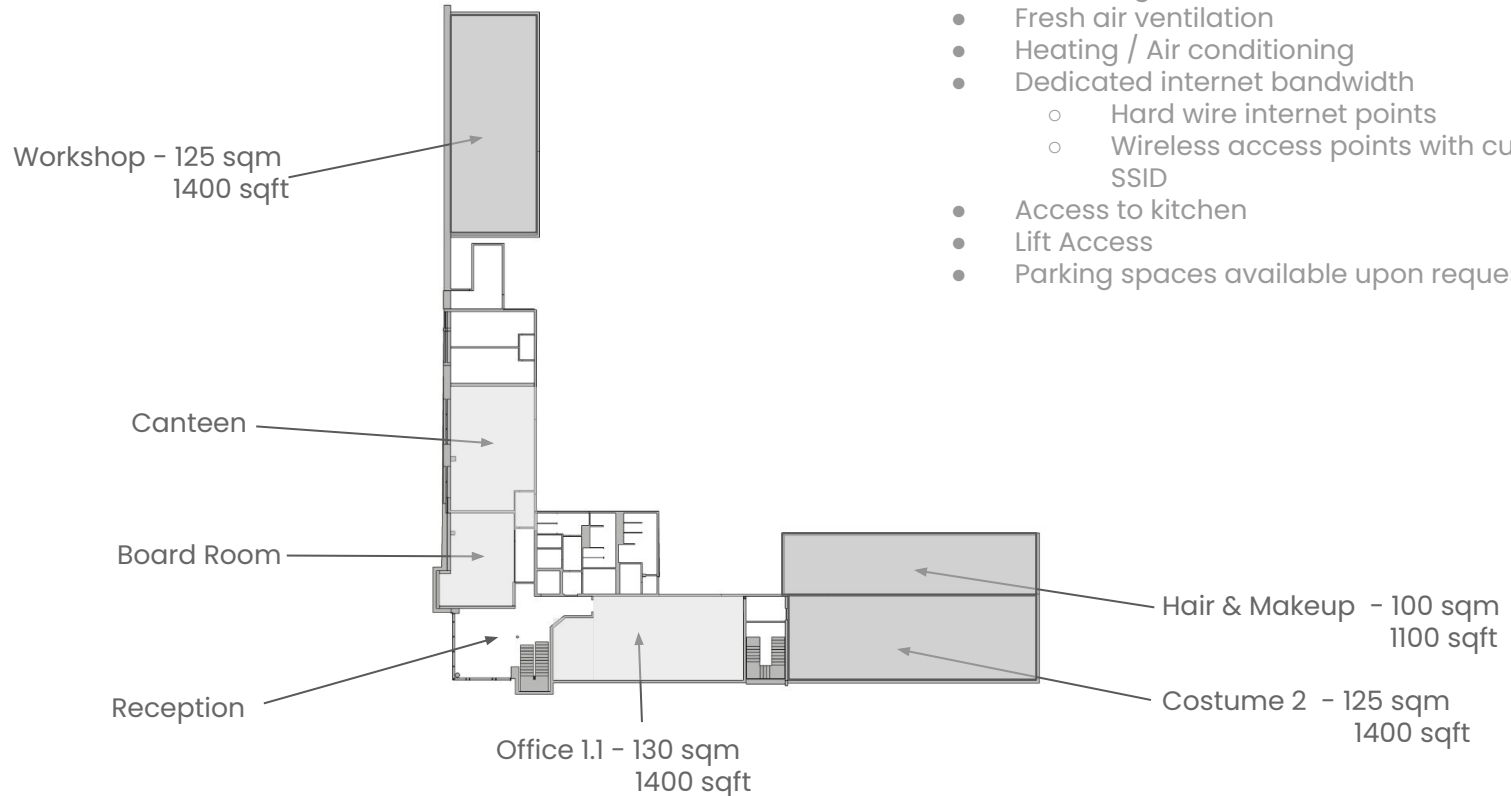 ● Fresh air ventilation
● Heating / Air conditioning
● Dedicated internet bandwidth
○ Hard wire internet points
○ Wireless access points with
SSID
● Access to kitchen
● Lift Access
● Parking spaces available upon
Workshop - 125 sqm
1400 sqft
Canteen
Board Room
Reception
Office 1.1 - 130 sqm
1400 sqft
Hair & Makeup - 100 sqm
1100 sqft
Costume 2 - 125 sqm
1400 sqft